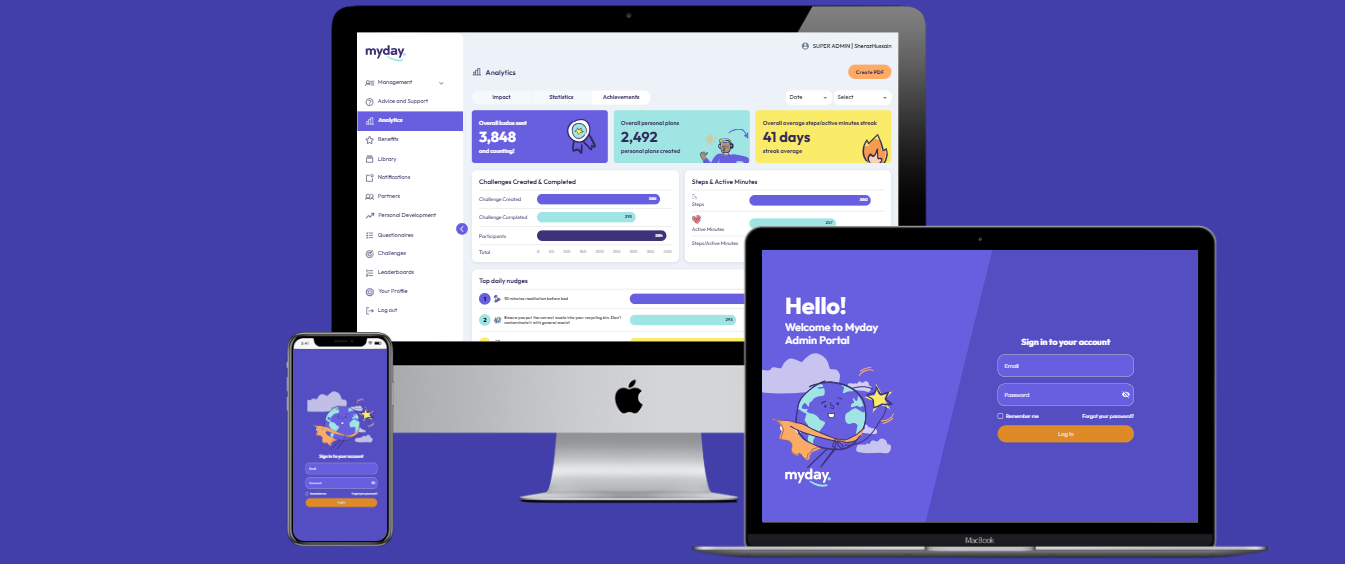 myday.
SUPER ADMIN | SherazHussain
Management
Advice and Support
Analytics
Benefits
Library
Notifications
Partners
Personal Development
Questionaires
Challenges
Leaderboards
Your Profile
Log out
Analytics
Create PDF
Impact
Statistics
Achievements
Date
Select
Overall kudos sent
3,848
and counting!
Overall personal plans
2,492
personal plans created
Overall average steps/active minutes streak
41 days
streak average
Challenges Created & Completed
Challenge Created
Challenge Completed
Participants
Total
Steps & Active Minutes
Steps
Active Minutes
Steps/Active Minutes
Top daily nudges
1
10 minutes meditation before bed
2
Ensure you put the correct waste into your recycling bin. Don't
contaminate it with general waste!
Sign in to your account
Email
Password
Remember me
Forgot your password?
Log in
Hello!
Welcome to Myday
Admin Portal
myday.
Sign in to your account
Email
Password
Remember me
Forgot your password?
Log in
MacBook